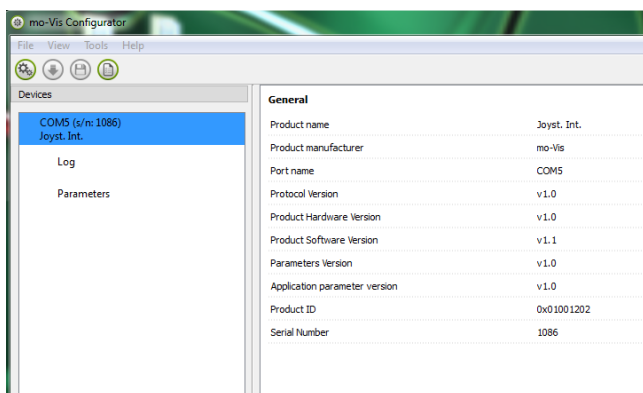 mo-Vis Configurator
File View Tools Help
Devices
COM5 (s/n: 1086)
Joyst. Int.
Log
Parameters
General
Product name Joyst. Int.
Product manufacturer mo-Vis
Port name COM5
Protocol Version v1.0
Product Hardware Version v1.0
Product Software Version v1.1
Parameters Version v1.0
Application parameter version v1.0
Product ID 0x01001202
Serial Number 1086